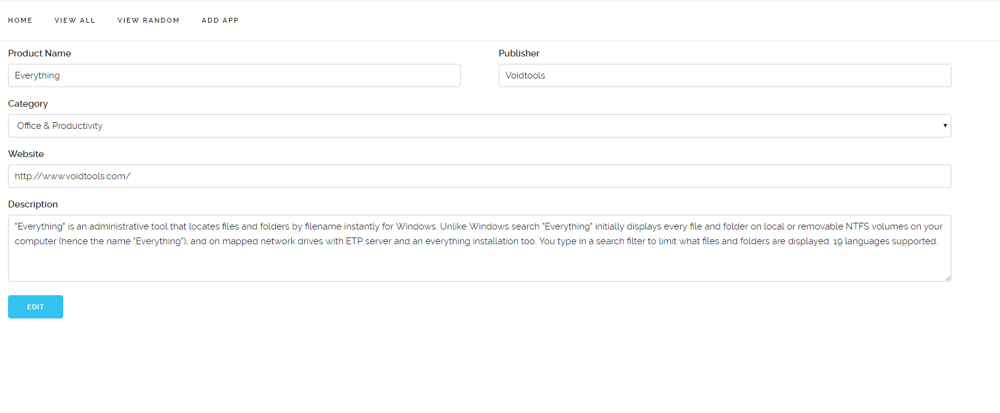 HOME VIEW ALL VIEW RANDOM ADD APP
Product Name Publisher
Everything Voidtools
Category
Office & Productivity
Website
http://www.voidtools.com/
Description
"Everything" is an administrative tool that locates files and folders by filename instantly for Windows. Unlike Windows search "Everything" initially displays every file and folder on local or removable NTFS volumes on your
computer (hence the name "Everything"), and on mapped network drives with ETP server and an everything installation too. You type in a search filter to limit what files and folders are displayed. 19 languages supported.
EDIT